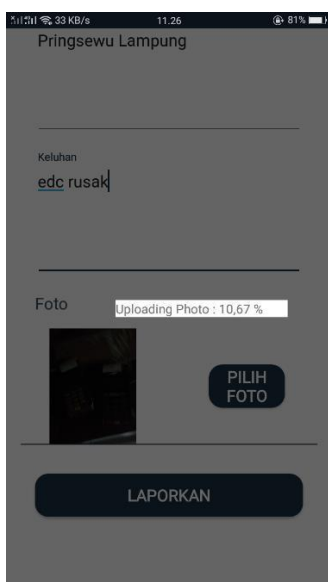 33 KB/s 11.26 81%
Pringsewu Lampung
Keluhan
edc rusak
Foto
Uploading Photo : 10,67 %
PILIH
FOTO
LAPORKAN